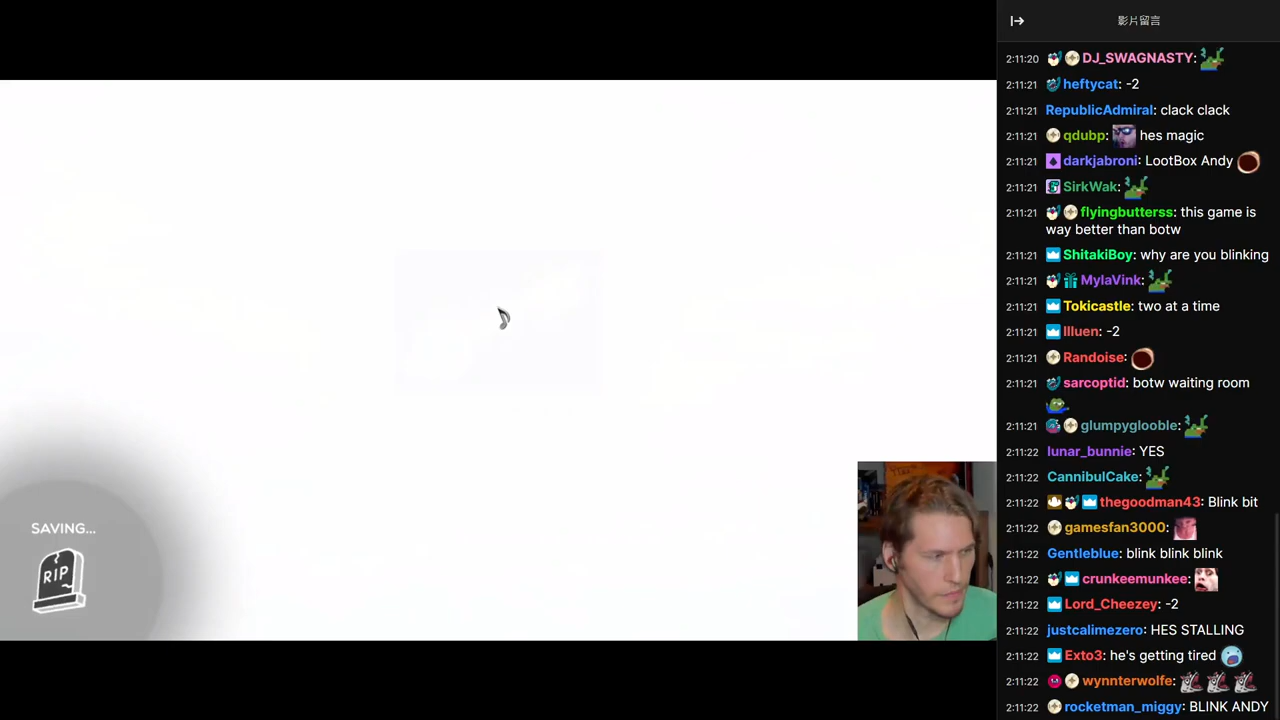 影片留言
2:11:20 DJ_SWAGNASTY:
2:11:21 heftycat: -2
2:11:21 RepublicAdmiral: clack clack
2:11:21 qdubp: hes magic
2:11:21 darkjabroni: LootBox Andy
2:11:21 SirkWak:
2:11:21 flyingbutterss: this game is
way better than botw
2:11:21 ShitakiBoy: why are you blinking
2:11:21 MylaVink:
2:11:21 Tokicastle: two at a time
2:11:21 Illuen: -2
2:11:21 Randoise:
2:11:21 sarcoptid: botw waiting room
2:11:21 glumpyglooble:
2:11:22 lunar_bunnie: YES
2:11:22 CannibulCake:
2:11:22 thegoodman43: Blink bit
2:11:22 gamesfan3000:
2:11:22 Gentleblue: blink blink blink
2:11:22 crunkeemunkee:
2:11:22 Lord_Cheezey: -2
2:11:22 justcalimezero: HES STALLING
2:11:22 Exto3: he's getting tired
2:11:22 wynnterwolfe:
2:11:22 rocketman_miggy: BLINK ANDY
SAVING...
RIP